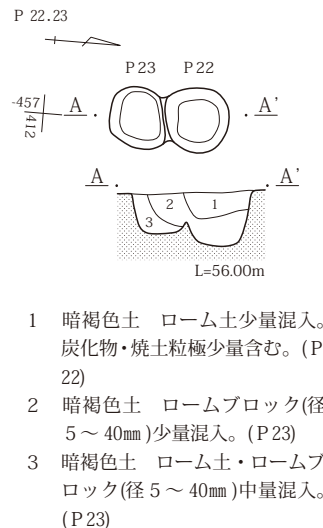 P 22.23
P23 P22
-457
412
A . . A'
A . . A'
1
2
3
L=56.00m
1 暗褐色土 ローム土少量混入。
炭化物・焼土粒極少量含む。(P
22)
2 暗褐色土 ロームブロック(径
5～40㎜)少量混入。(P23)
3 暗褐色土 ローム土・ロームブ
ロック(径 5～40㎜)中量混入。
(P23)